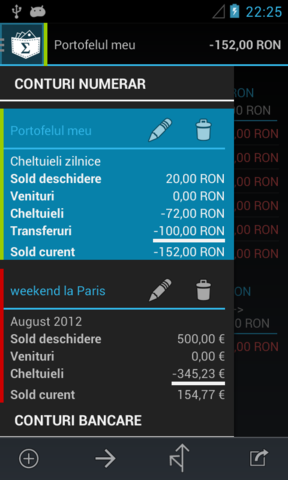 22:25
Portofelul meu -152,00 RON
CONTURI NUMERAR
Portofelul meu
Cheltuieli zilnice
Sold deschidere 20,00 RON
Venituri 0,00 RON
Cheltuieli -72,00 RON
Transferuri -100,00 RON
Sold curent -152,00 RON
weekend la Paris
August 2012
Sold deschidere 500,00 €
Venituri 0,00 €
Cheltuieli -345,23 €
Sold curent 154,77 €
CONTURI BANCARE